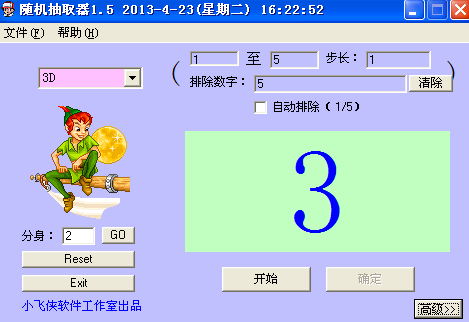 随机抽取器1.5 2013-4-23(星期二) 16:22:52
文件(F) 帮助(H)
3D
( 1 至 5 步长: 1 )
排除数字: 5 清除
自动排除 (1/5)
3
分身: 2 GO
Reset
Exit
开始 确定
小飞侠软件工作室出品
高级>>